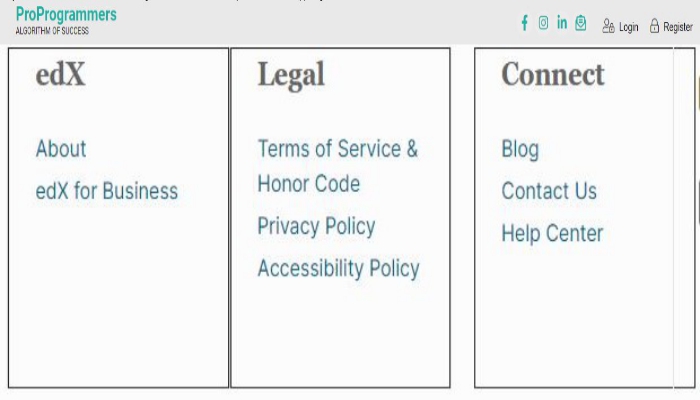 ProProgrammers
ALGORITHM OF SUCCESS
Login
Register
edX
About
edX for Business
Legal
Terms of Service &
Honor Code
Privacy Policy
Accessibility Policy
Connect
Blog
Contact Us
Help Center